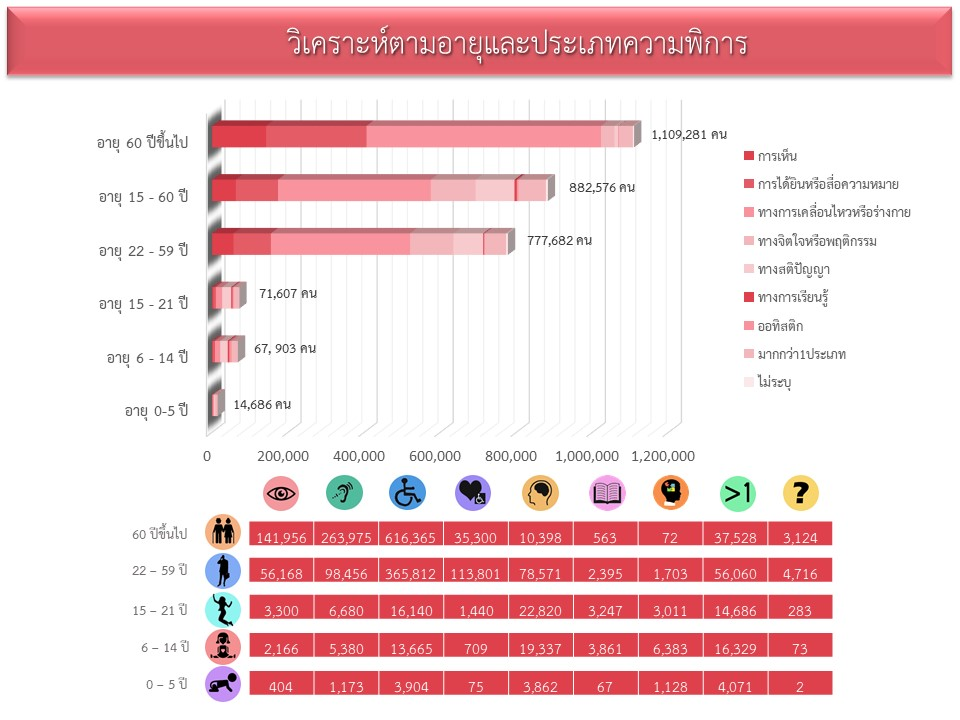 วิเคราะห์ตามอายุและประเภทความพิการ
อายุ 60 ปีขึ้นไป
1,109,281 คน
อายุ 15 - 60 ปี
882,576 คน
อายุ 22 - 59 ปี
777,682 คน
อายุ 15 - 21 ปี
71,607 คน
อายุ 6 - 14 ปี
67, 903 คน
อายุ 0-5 ปี
14,686 คน
0 200,000 400,000 600,000 800,000 1,000,000 1,200,000
การเห็น
การได้ยินหรือสื่อความหมาย
ทางการเคลื่อนไหวหรือร่างกาย
ทางจิตใจหรือพฤติกรรม
ทางสติปัญญา
ทางการเรียนรู้
ออทิสติก
มากกว่า1ประเภท
ไม่ระบุ
>1 ?
60 ปีขึ้นไป 141,956 263,975 616,365 35,300 10,398 563 72 37,528 3,124
22 – 59 ปี 56,168 98,456 365,812 113,801 78,571 2,395 1,703 56,060 4,716
15 – 21 ปี 3,300 6,680 16,140 1,440 22,820 3,247 3,011 14,686 283
6 – 14 ปี 2,166 5,380 13,665 709 19,337 3,861 6,383 16,329 73
0 – 5 ปี 404 1,173 3,904 75 3,862 67 1,128 4,071 2